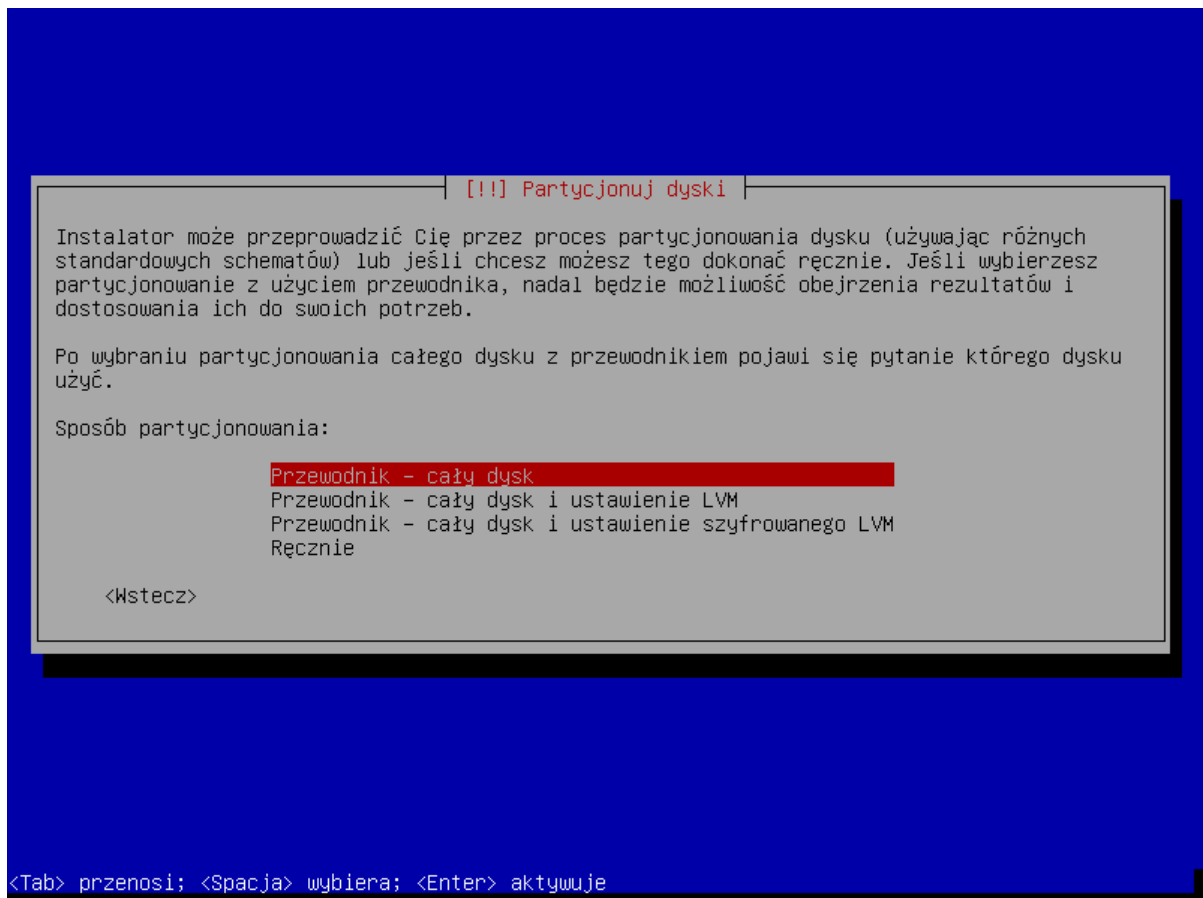 [!!] Partycjonuj dyski
Instalator może przeprowadzić Cię przez proces partycjonowania dysku (używając różnych
standardowych schematów) lub jeśli chcesz możesz tego dokonać ręcznie. Jeśli wybierzesz
partycjonowanie z użyciem przewodnika, nadal będzie możliwość obejrzenia rezultatów i
dostosowania ich do swoich potrzeb.
Po wybraniu partycjonowania całego dysku z przewodnikiem pojawi się pytanie którego dysku
użyć.
Sposób partycjonowania:
Przewodnik – cały dysk
Przewodnik – cały dysk i ustawienie LVM
Przewodnik – cały dysk i ustawienie szyfrowanego LVM
Ręcznie
<Wstecz>
<Tab> przenosi; <Spacja> wybiera; <Enter> aktywuje